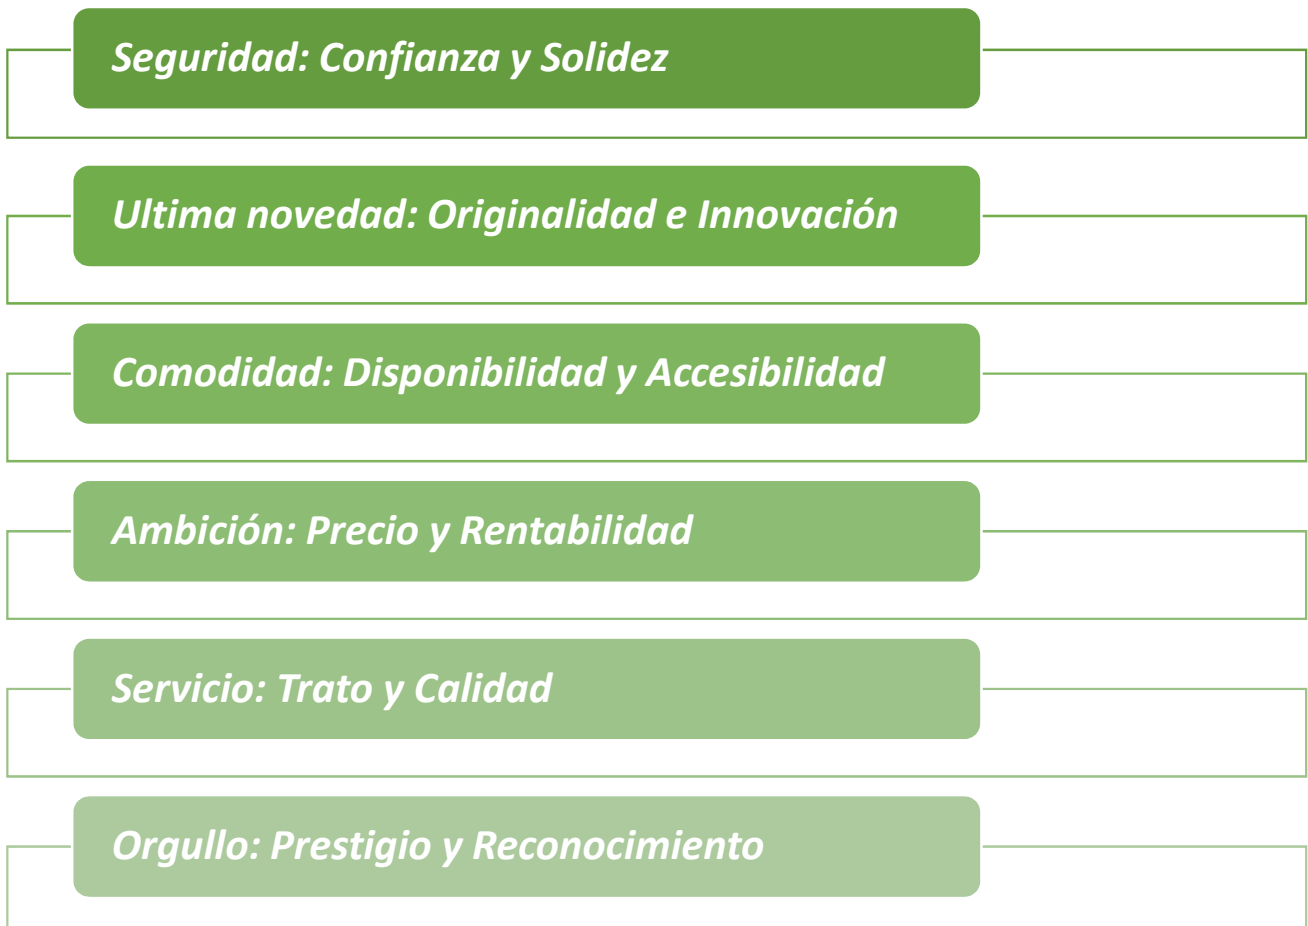 Seguridad: Confianza y Solidez
Ultima novedad: Originalidad e Innovación
Comodidad: Disponibilidad y Accesibilidad
Ambición: Precio y Rentabilidad
Servicio: Trato y Calidad
Orgullo: Prestigio y Reconocimiento